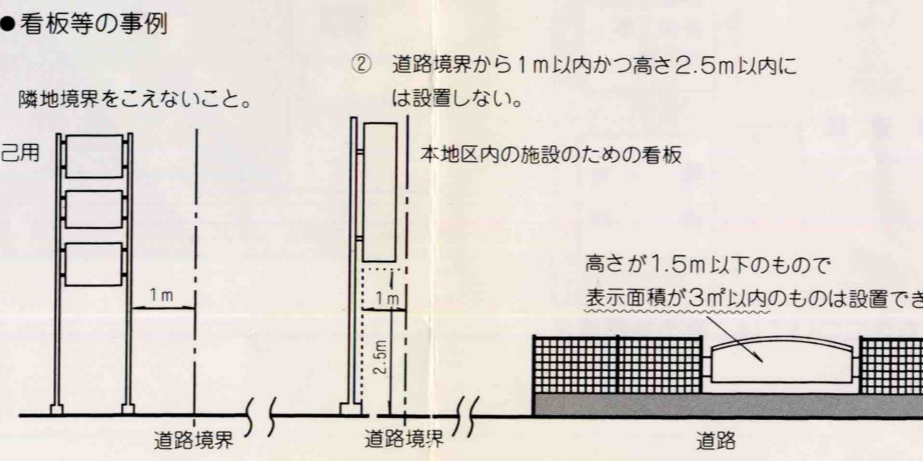 ●看板等の事例
隣地境界をこえないこと。
② 道路境界から1m以内かつ高さ2.5m以内に
は設置しない。
己用
本地区内の施設のための看板
高さが1.5m以下のもので
表示面積が3㎡以内のものは設置でき
1m
1m
2.5m
道路境界
道路境界
道路